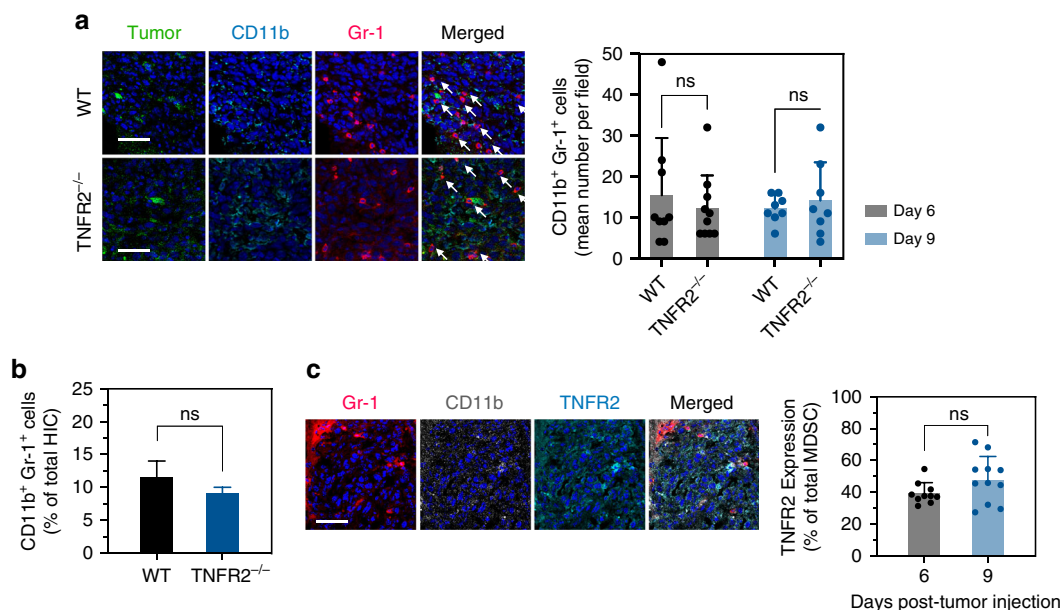 a
Tumor CD11b Gr-1 Merged
WT
TNFR2⁻/⁻
CD11b⁺ Gr-1⁺ cells
(mean number per field)
50
40
30
20
10
0
ns
ns
WT
TNFR2⁻/⁻
WT
TNFR2⁻/⁻
Day 6
Day 9
b
CD11b⁺ Gr-1⁺ cells
(% of total HIC)
25
20
15
10
5
0
ns
WT TNFR2⁻/⁻
c
Gr-1 CD11b TNFR2 Merged
TNFR2 Expression
(% of total MDSC)
100
80
60
40
20
0
ns
6 9
Days post-tumor injection